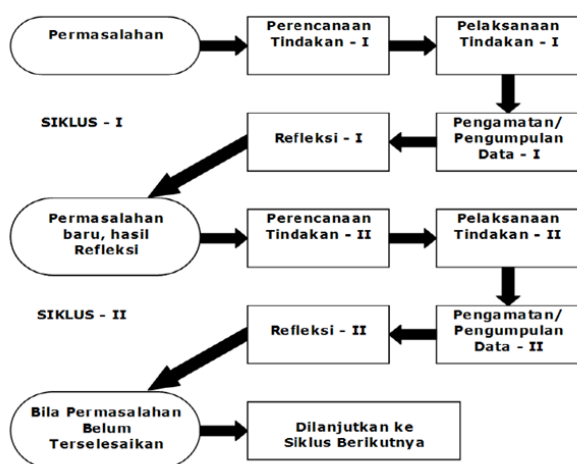 Permasalahan
Perencanaan
Tindakan - I
Pelaksanaan
Tindakan - I
SIKLUS - I
Refleksi - I
Pengamatan/
Pengumpulan
Data - I
Permasalahan
baru, hasil
Refleksi
Perencanaan
Tindakan - II
Pelaksanaan
Tindakan - II
SIKLUS - II
Refleksi - II
Pengamatan/
Pengumpulan
Data - II
Bila Permasalahan
Belum
Terselesaikan
Dilanjutkan ke
Siklus Berikutnya